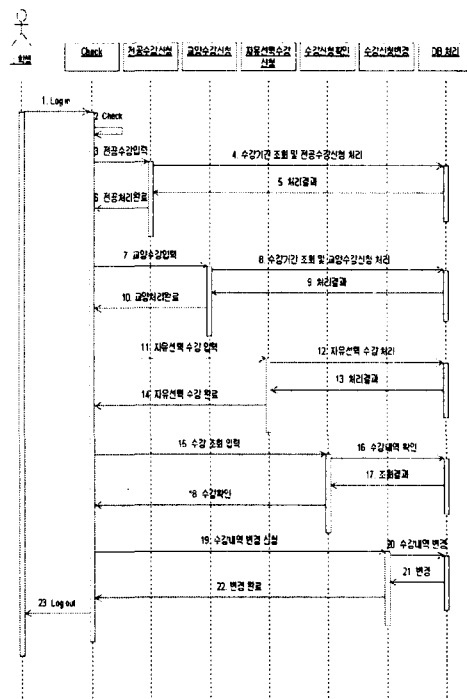 : 학생
Check
전공수강신청
교양수강신청
자유선택수강
신청
수강신청확인
수강신청변경
DB 처리
1. Log in
2. Check
3. 전공수강입력
4. 수강기간 조회 및 전공수강신청 처리
5. 처리결과
6. 전공처리완료
7. 교양수강입력
8. 수강기간 조회 및 교양수강신청 처리
9. 처리결과
10. 교양처리완료
11. 자유선택 수강 입력
12. 자유선택 수강 처리
13. 처리결과
14. 자유선택 수강 완료
15. 수강 조회 입력
16. 수강내역 확인
17. 조회결과
18. 수강확인
19. 수강내역 변경 신청
20. 수강내역 변경
21. 변경
22. 변경 완료
23. Log out